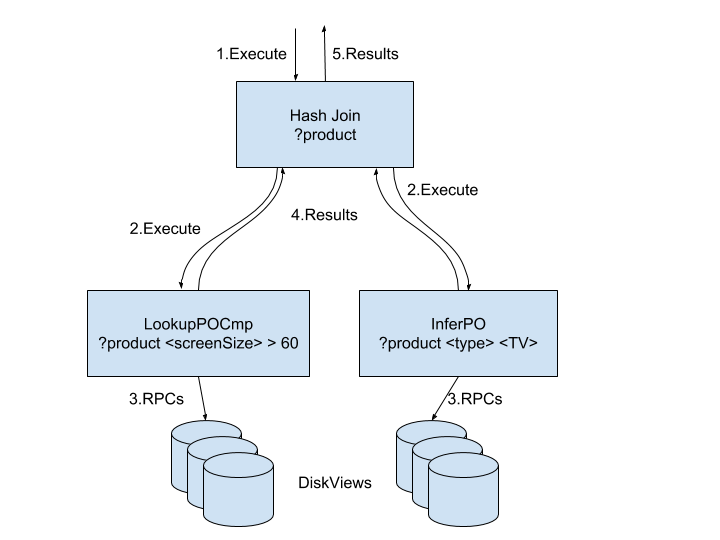 1.Execute
5.Results
Hash Join
?product
2.Execute
2.Execute
4.Results
LookupPOCmp
?product <screenSize> > 60
InferPO
?product <type> <TV>
3.RPCs
3.RPCs
DiskViews